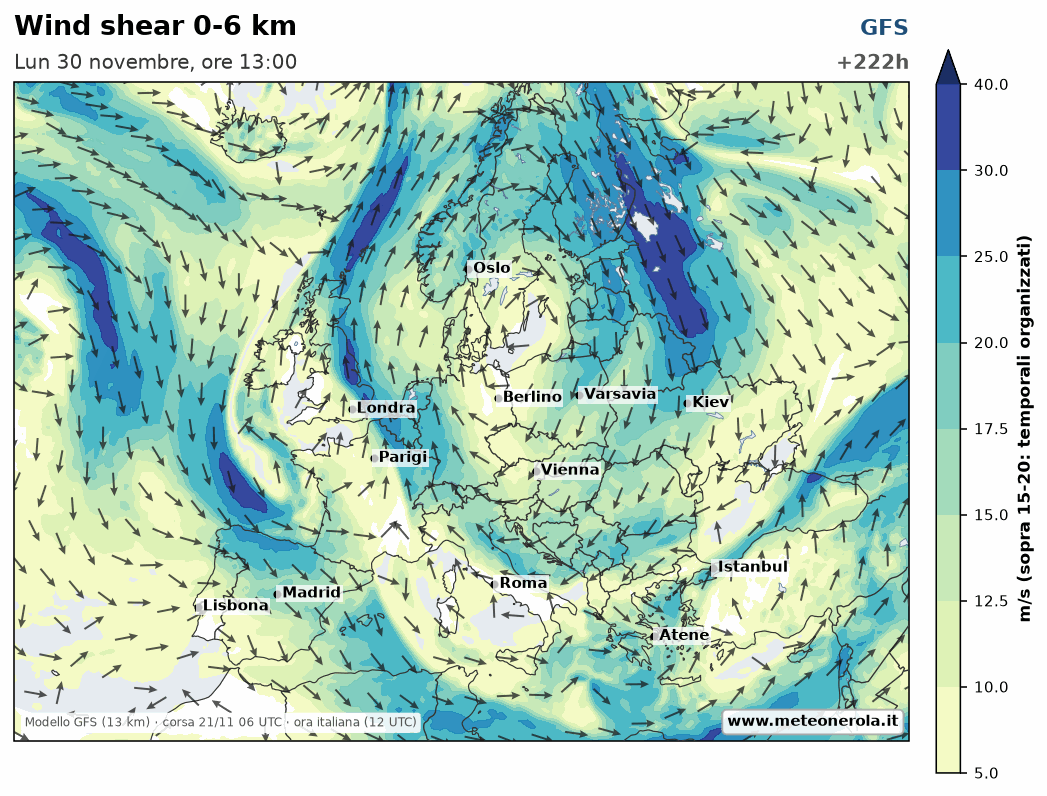 Wind shear 0-6 km
GFS
Lun 30 novembre, ore 13:00
+222h
40.0
30.0
25.0
20.0
17.5
15.0
12.5
10.0
5.0
m/s (sopra 15-20: temporali organizzati)
Oslo
Londra
Berlino
Varsavia
Kiev
Parigi
Vienna
Istanbul
Roma
Madrid
Lisbona
Atene
Modello GFS (13 km) · corsa 21/11 06 UTC · ora italiana (12 UTC)
www.meteonerola.it